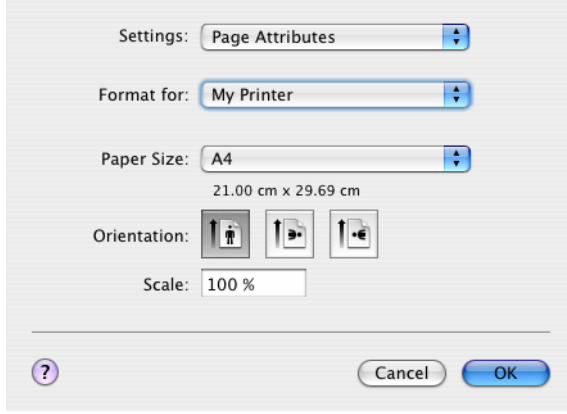 Settings: Page Attributes
Format for: My Printer
Paper Size: A4
21.00 cm x 29.69 cm
Orientation:
Scale: 100 %
? Cancel OK